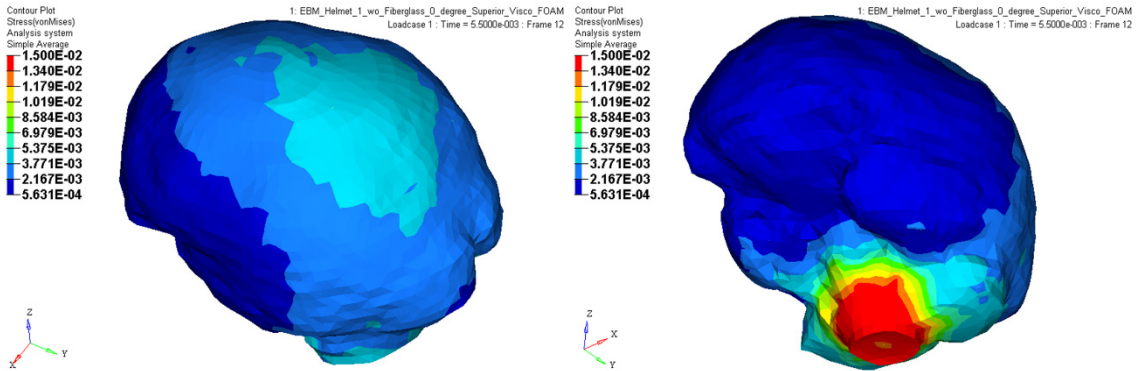 Contour Plot
Stress(vonMises)
Analysis system
Simple Average
1.500E-02
1.340E-02
1.179E-02
1.019E-02
8.584E-03
6.979E-03
5.375E-03
3.771E-03
2.167E-03
5.631E-04
1: EBM_Helmet_1_wo_Fiberglass_0_degree_Superior_Visco_FOAM
Loadcase 1 : Time = 5.5000e-003 : Frame 12
Z
X
Y
Contour Plot
Stress(vonMises)
Analysis system
Simple Average
1.500E-02
1.340E-02
1.179E-02
1.019E-02
8.584E-03
6.979E-03
5.375E-03
3.771E-03
2.167E-03
5.631E-04
1: EBM_Helmet_1_wo_Fiberglass_0_degree_Superior_Visco_FOAM
Loadcase 1 : Time = 5.5000e-003 : Frame 12
Z
X
Y